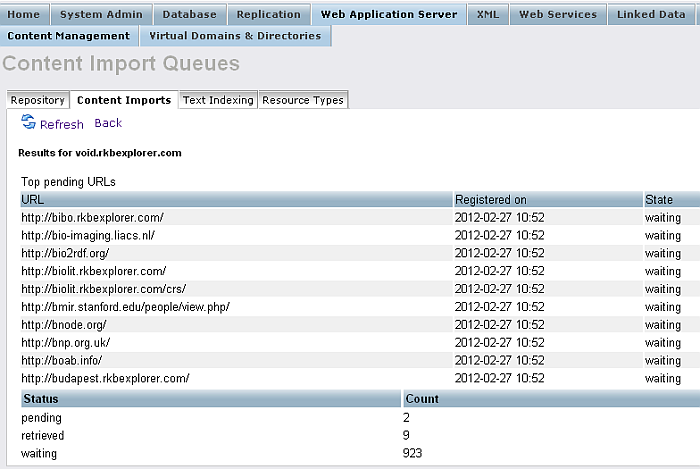 Home System Admin Database Replication Web Application Server XML Web Services Linked Data
Content Management Virtual Domains & Directories
Content Import Queues
Repository Content Imports Text Indexing Resource Types
Refresh Back
Results for void.rkbexplorer.com
Top pending URLs
URL Registered on State
http://bibo.rkbexplorer.com/ 2012-02-27 10:52 waiting
http://bio-imaging.liacs.nl/ 2012-02-27 10:52 waiting
http://bio2rdf.org/ 2012-02-27 10:52 waiting
http://biolit.rkbexplorer.com/ 2012-02-27 10:52 waiting
http://biolit.rkbexplorer.com/crs/ 2012-02-27 10:52 waiting
http://bmir.stanford.edu/people/view.php/ 2012-02-27 10:52 waiting
http://bnode.org/ 2012-02-27 10:52 waiting
http://bnp.org.uk/ 2012-02-27 10:52 waiting
http://boab.info/ 2012-02-27 10:52 waiting
http://budapest.rkbexplorer.com/ 2012-02-27 10:52 waiting
Status Count
pending 2
retrieved 9
waiting 923